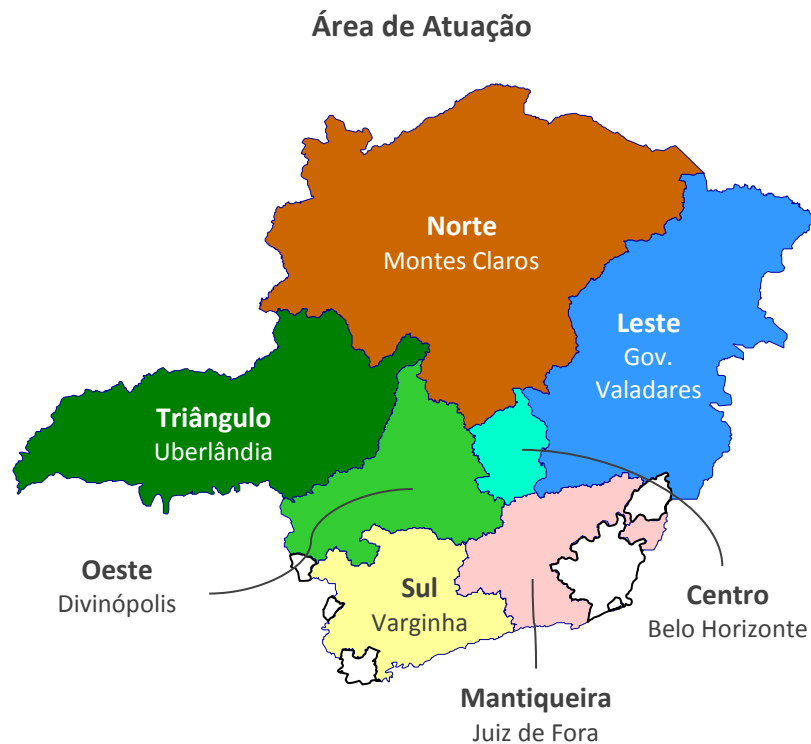 Área de Atuação
Norte
Montes Claros
Leste
Gov.
Valadares
Triângulo
Uberlândia
Oeste
Divinópolis
Sul
Varginha
Centro
Belo Horizonte
Mantiqueira
Juiz de Fora